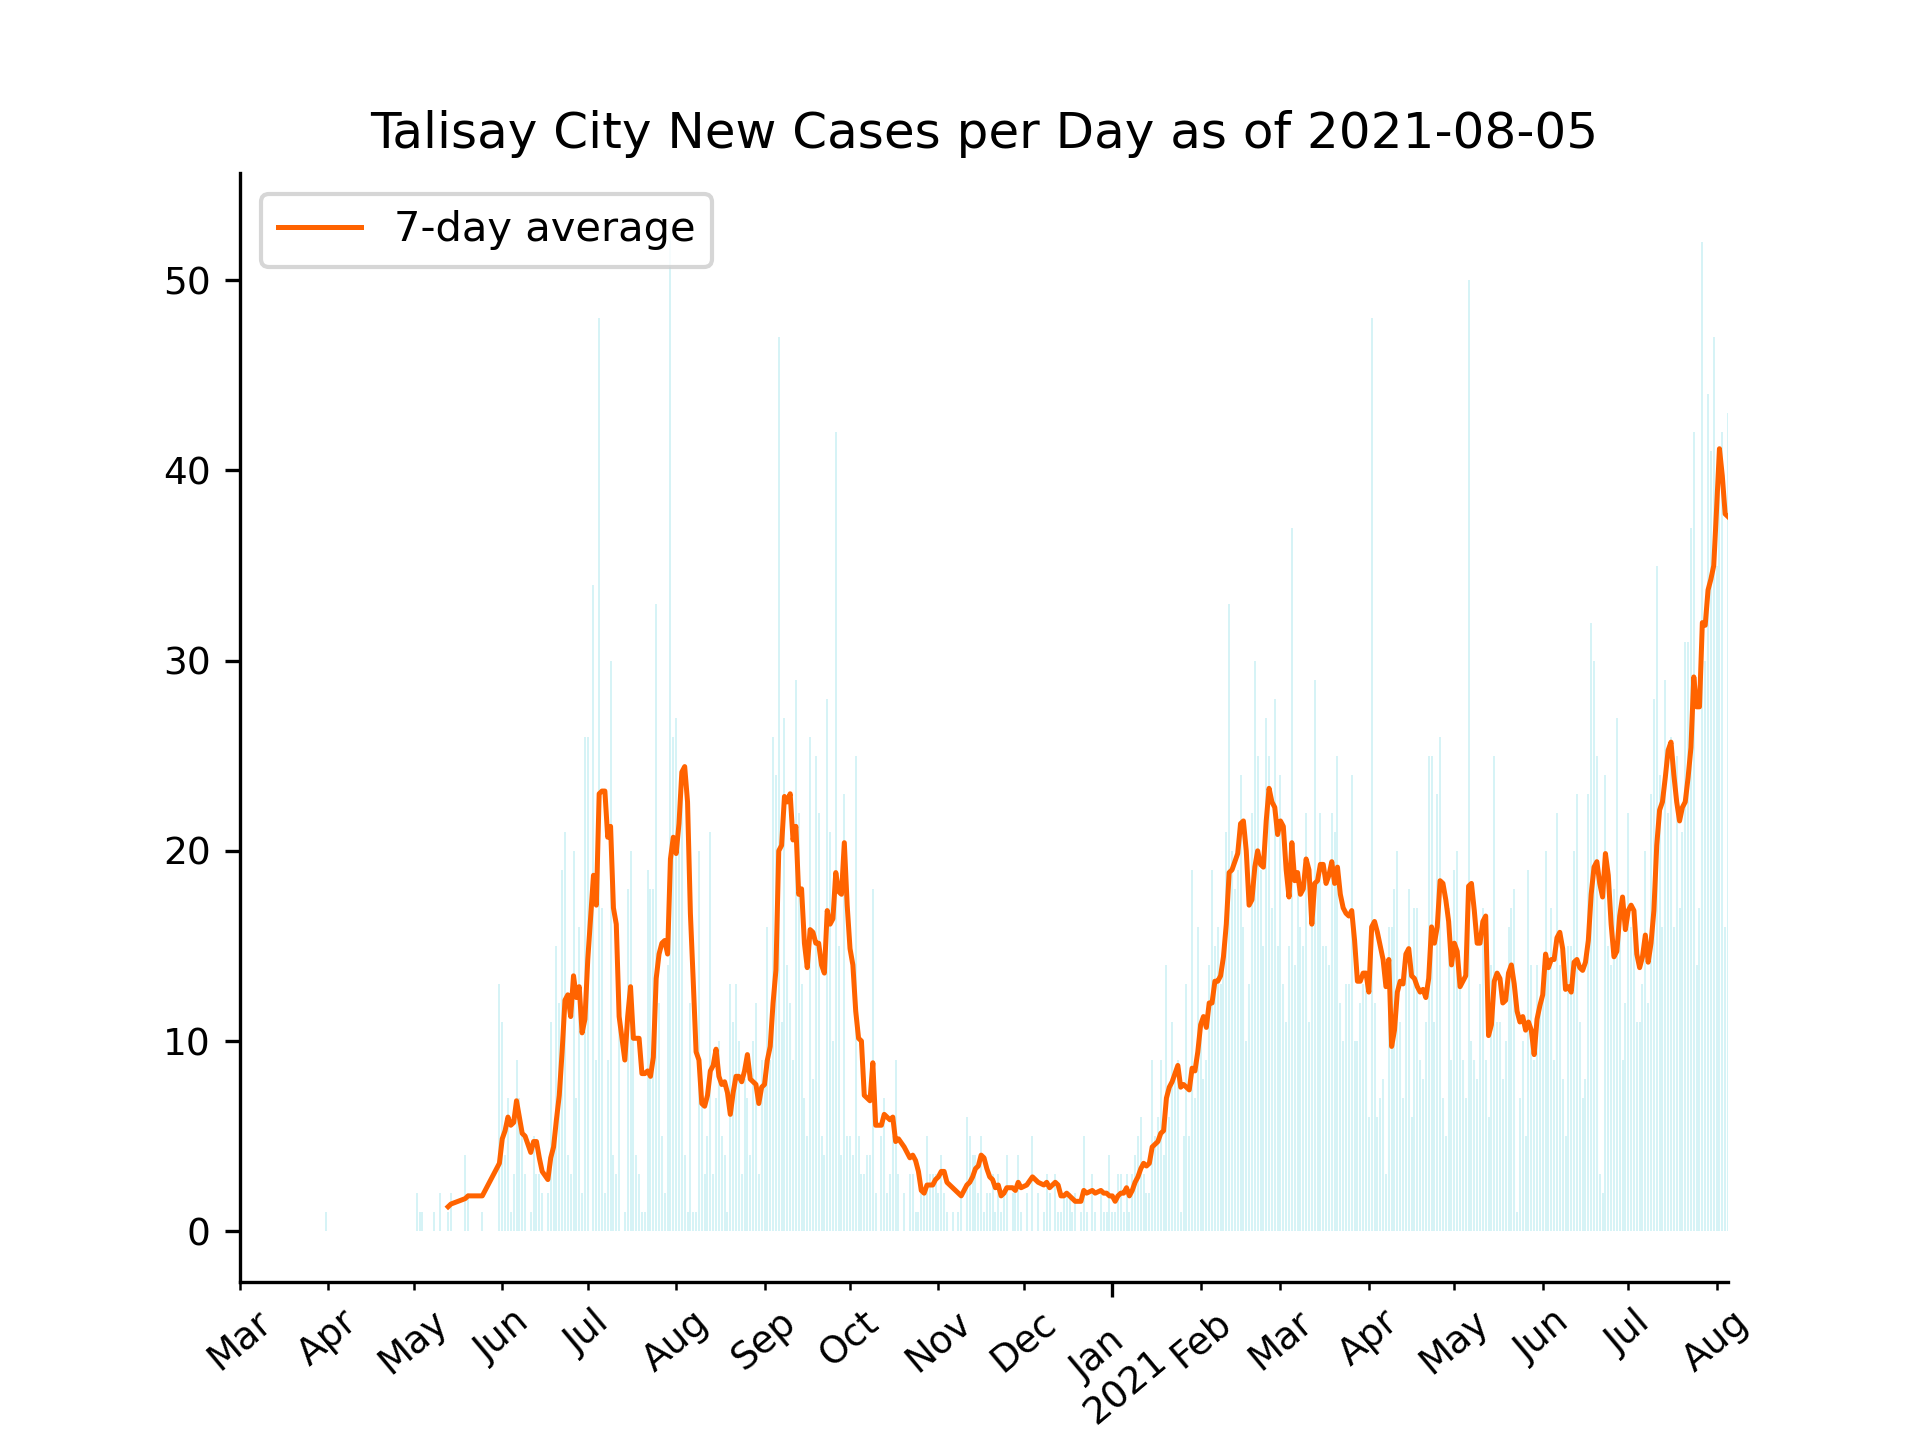 Talisay City New Cases per Day as of 2021-08-05
7-day average
50
40
30
20
10
0
Mar Apr May Jun Jul Aug Sep Oct Nov Dec Jan Feb Mar Apr May Jun Jul Aug
2021